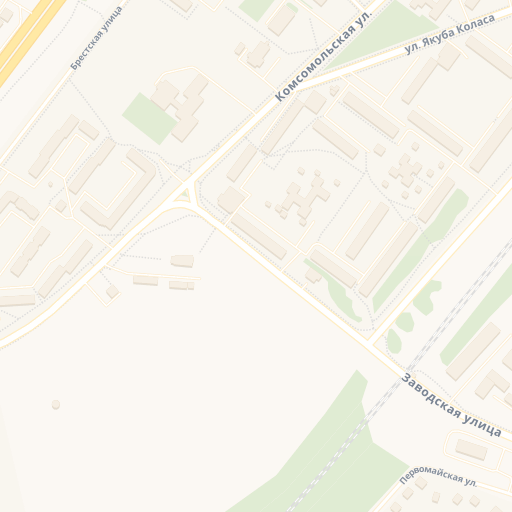 Брестская улица
Комсомольская ул.
ул. Якуба Коласа
Заводская улица
Первомайская ул.